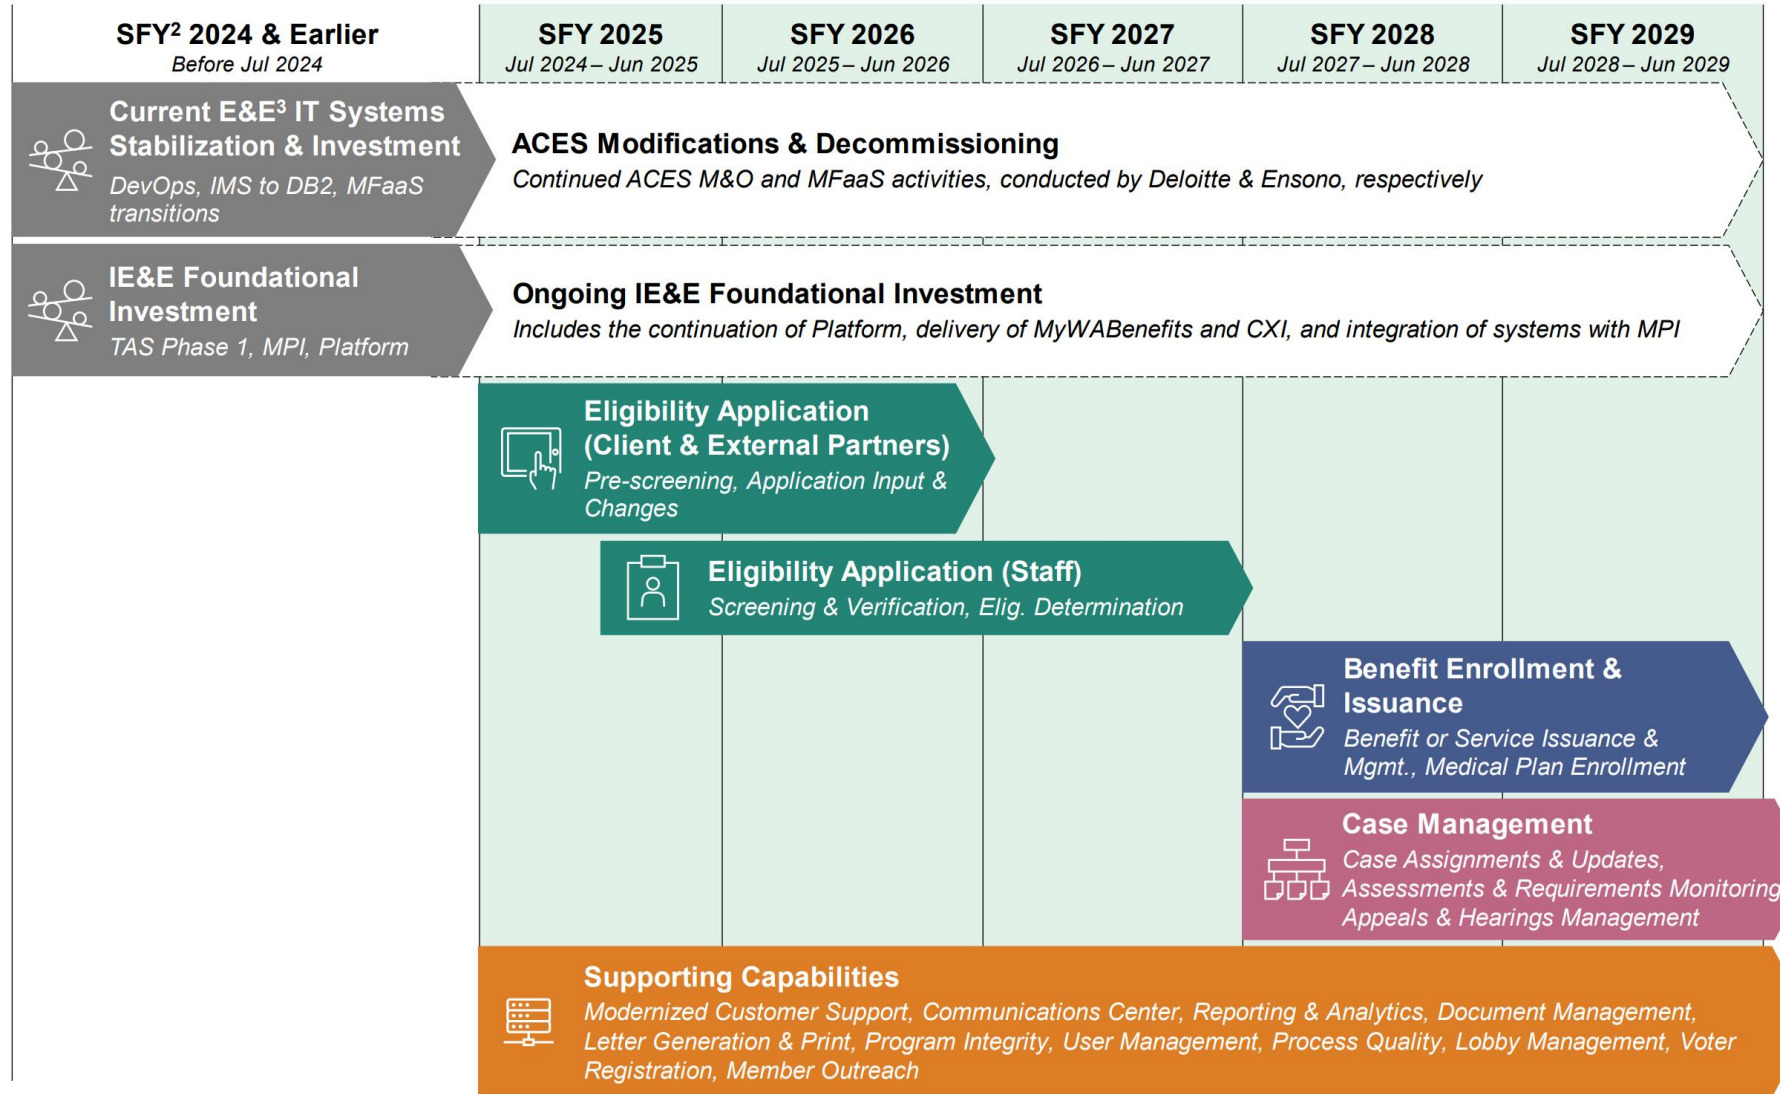 SFY² 2024 & Earlier
Before Jul 2024
SFY 2025
Jul 2024 – Jun 2025
SFY 2026
Jul 2025 – Jun 2026
SFY 2027
Jul 2026 – Jun 2027
SFY 2028
Jul 2027 – Jun 2028
SFY 2029
Jul 2028 – Jun 2029
Current E&E³ IT Systems
Stabilization & Investment
DevOps, IMS to DB2, MFaaS
transitions
ACES Modifications & Decommissioning
Continued ACES M&O and MFaaS activities, conducted by Deloitte & Ensono, respectively
IE&E Foundational
Investment
TAS Phase 1, MPI, Platform
Ongoing IE&E Foundational Investment
Includes the continuation of Platform, delivery of MyWABenefits and CXI, and integration of systems with MPI
Eligibility Application
(Client & External Partners)
Pre-screening, Application Input &
Changes
Eligibility Application (Staff)
Screening & Verification, Elig. Determination
Benefit Enrollment &
Issuance
Benefit or Service Issuance &
Mgmt., Medical Plan Enrollment
Case Management
Case Assignments & Updates,
Assessments & Requirements Monitoring
Appeals & Hearings Management
Supporting Capabilities
Modernized Customer Support, Communications Center, Reporting & Analytics, Document Management,
Letter Generation & Print, Program Integrity, User Management, Process Quality, Lobby Management, Voter
Registration, Member Outreach